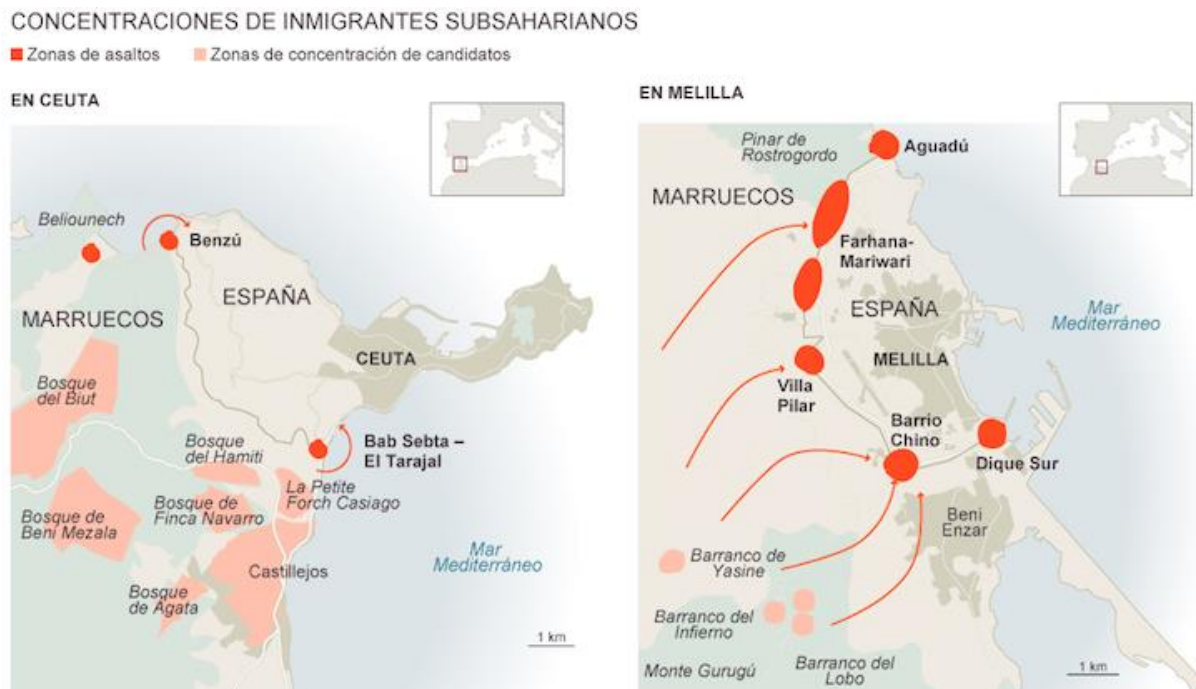 CONCENTRACIONES DE INMIGRANTES SUBSAHARIANOS
Zonas de asaltos
Zonas de concentración de candidatos
EN CEUTA
Beliounech
Benzú
ESPAÑA
MARRUECOS
CEUTA
Bosque
del Biut
Bosque
del Hamiti
Bab Sebta –
El Tarajal
La Petite
Forch Casiago
Bosque de
Finca Navarro
Bosque de
Beni Mezala
Mar
Mediterráneo
Castillejos
Bosque
de Agata
1 km
EN MELILLA
Pinar de
Rostrogordo
Aguadú
MARRUECOS
Farhana-
Mariwari
ESPAÑA
Mar
Mediterráneo
MELILLA
Villa
Pilar
Barrio
Chino
Dique Sur
Beni
Enzar
Barranco de
Yasine
Barranco del
Infierno
Monte Gurugú
Barranco del
Lobo
1 km